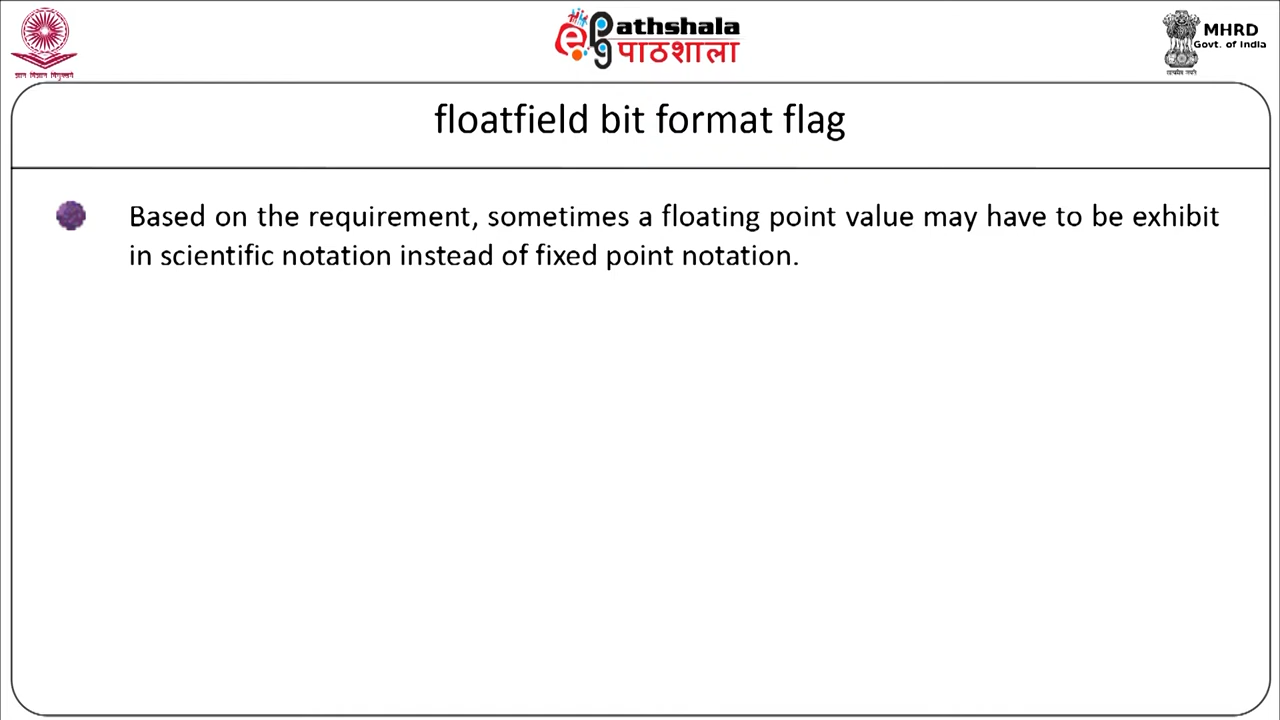 ePathshala
पाठशाला
MHRD
Govt. of India
floatfield bit format flag
Based on the requirement, sometimes a floating point value may have to be exhibit
in scientific notation instead of fixed point notation.